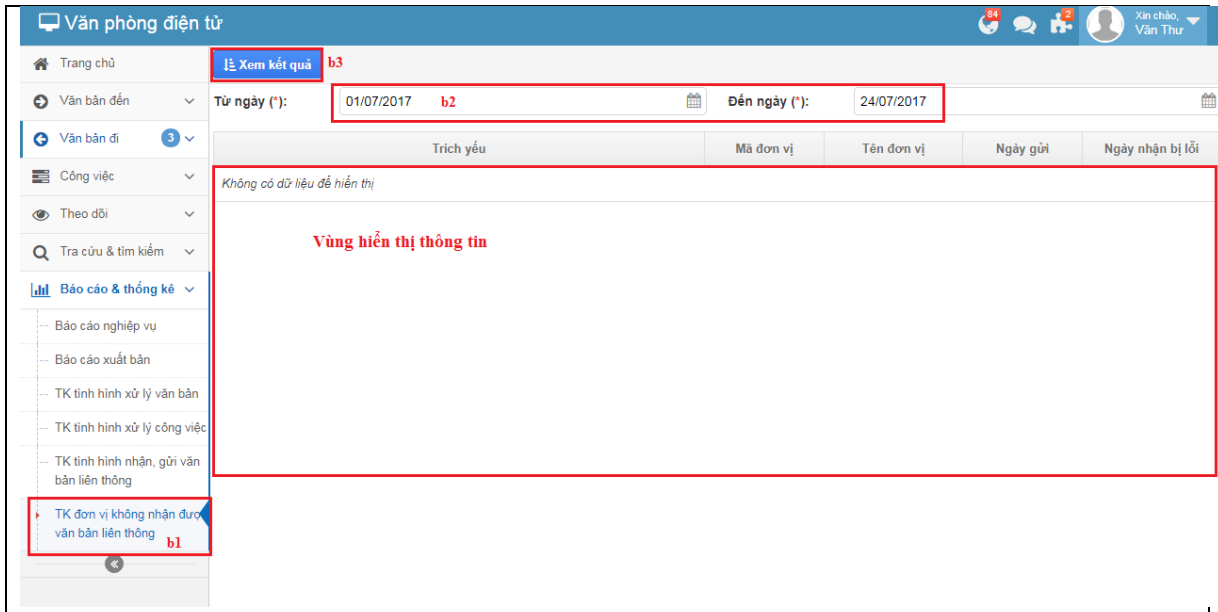 Văn phòng điện tử
84
2
Xin chào,
Văn Thư
Trang chủ
Văn bản đến
Văn bản đi 3
Công việc
Theo dõi
Tra cứu & tìm kiếm
Báo cáo & thống kê
Báo cáo nghiệp vụ
Báo cáo xuất bản
TK tình hình xử lý văn bản
TK tình hình xử lý công việc
TK tình hình nhận, gửi văn
bản liên thông
TK đơn vị không nhận được
văn bản liên thông
b1
Xem kết quả b3
Từ ngày (*): 01/07/2017 b2 Đến ngày (*): 24/07/2017
Trích yếu Mã đơn vị Tên đơn vị Ngày gửi Ngày nhận bị lỗi
Không có dữ liệu để hiển thị
Vùng hiển thị thông tin